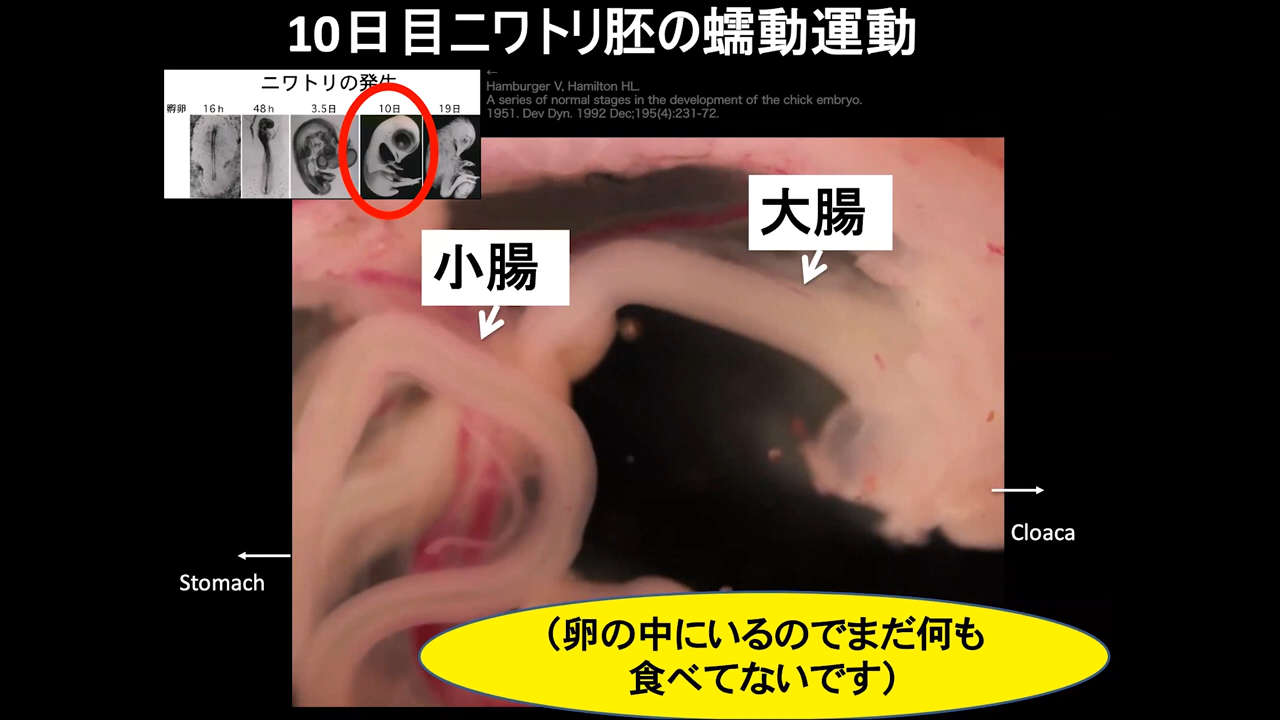 10日目ニワトリ胚の蠕動運動
ニワトリの発生
孵卵 16h 48h 3.5日 10日 19日
←
Hamburger V, Hamilton HL.
A series of normal stages in the development of the chick embryo.
1951. Dev Dyn. 1992 Dec;195(4):231-72.
大腸
小腸
Cloaca
Stomach
（卵の中にいるのでまだ何も
食べてないです）